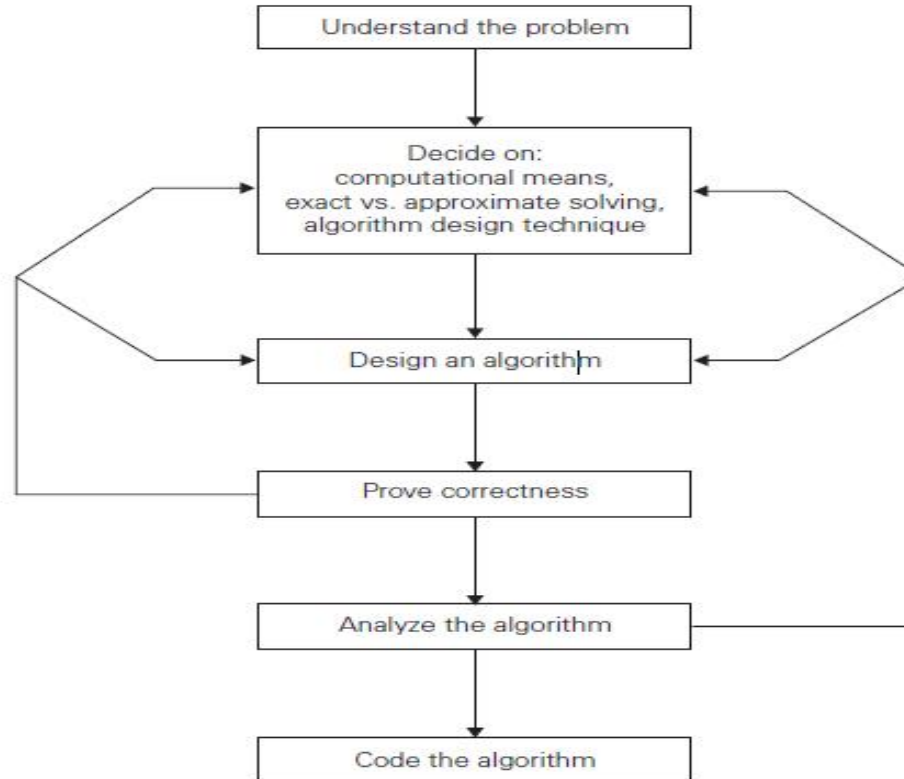 Understand the problem
Decide on:
computational means,
exact vs. approximate solving,
algorithm design technique
Design an algorithm
Prove correctness
Analyze the algorithm
Code the algorithm